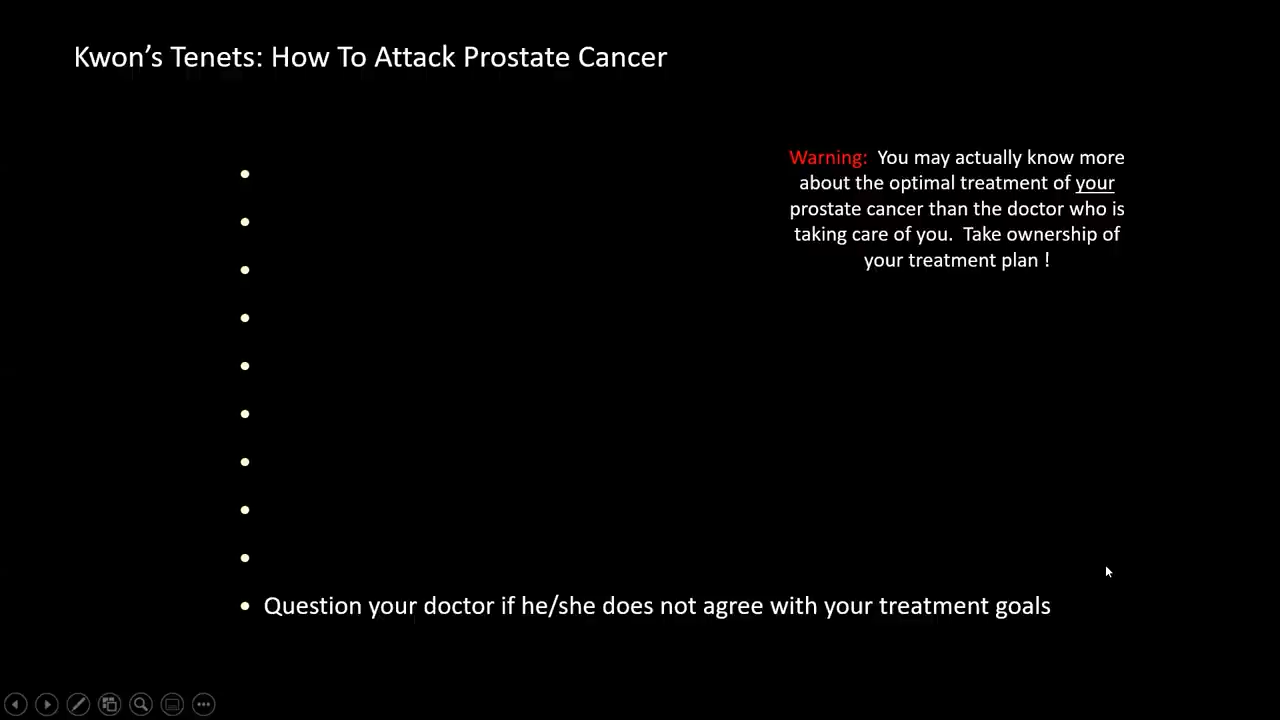 Kwon’s Tenets: How To Attack Prostate Cancer
Warning: You may actually know more
about the optimal treatment of your
prostate cancer than the doctor who is
taking care of you. Take ownership of
your treatment plan !
•
•
•
•
•
•
•
•
•
• Question your doctor if he/she does not agree with your treatment goals